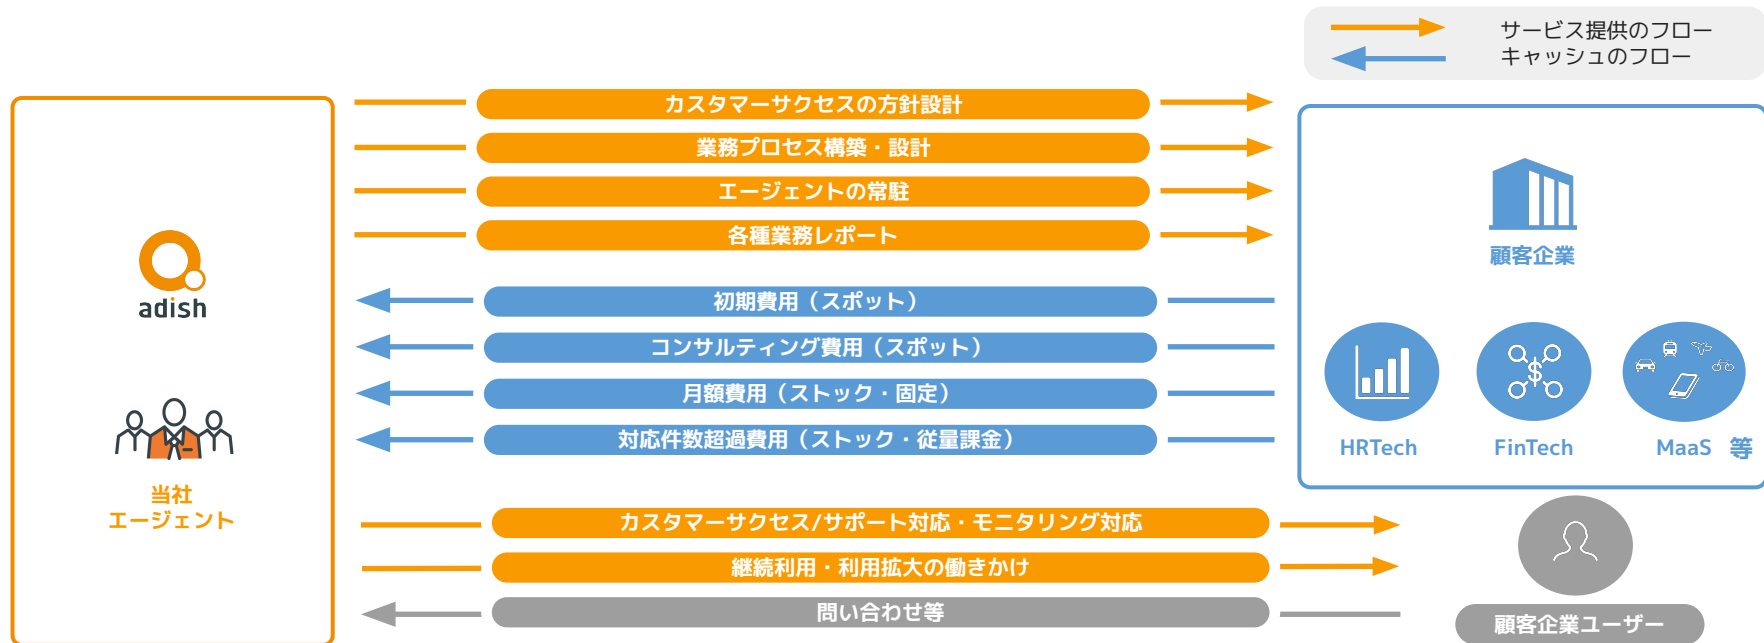 サービス提供のフロー
キャッシュのフロー
カスタマーサクセスの方針設計
業務プロセス構築・設計
エージェントの常駐
各種業務レポート
初期費用（スポット）
コンサルティング費用（スポット）
月額費用（ストック・固定）
対応件数超過費用（ストック・従量課金）
カスタマーサクセス/サポート対応・モニタリング対応
継続利用・利用拡大の働きかけ
問い合わせ等
adish
当社
エージェント
顧客企業
$
HRTech
FinTech
MaaS 等
顧客企業ユーザー